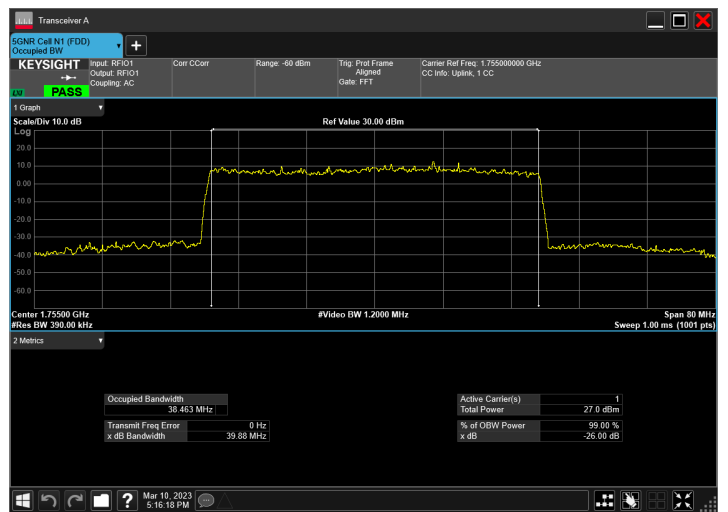 Transceiver A
5GNR Cell N1 (FDD)
Occupied BW
KEYSIGHT
Input: RFIO1
Output: RFIO1
Coupling: AC
Corr CCorr
Range: -60 dBm
Trig: Prot Frame
Aligned
Gate: FFT
Carrier Ref Freq: 1.755000000 GHz
CC Info: Uplink, 1 CC
LXI
PASS
1 Graph
Scale/Div 10.0 dB
Ref Value 30.00 dBm
Log
20.0
10.0
0.00
-10.0
-20.0
-30.0
-40.0
-50.0
-60.0
Center 1.75500 GHz
#Video BW 1.2000 MHz
Span 80 MHz
#Res BW 390.00 kHz
Sweep 1.00 ms (1001 pts)
2 Metrics
Occupied Bandwidth
38.463 MHz
Transmit Freq Error 0 Hz
x dB Bandwidth 39.88 MHz
Active Carrier(s) 1
Total Power 27.0 dBm
% of OBW Power 99.00 %
x dB -26.00 dB
Mar 10, 2023
5:16:18 PM